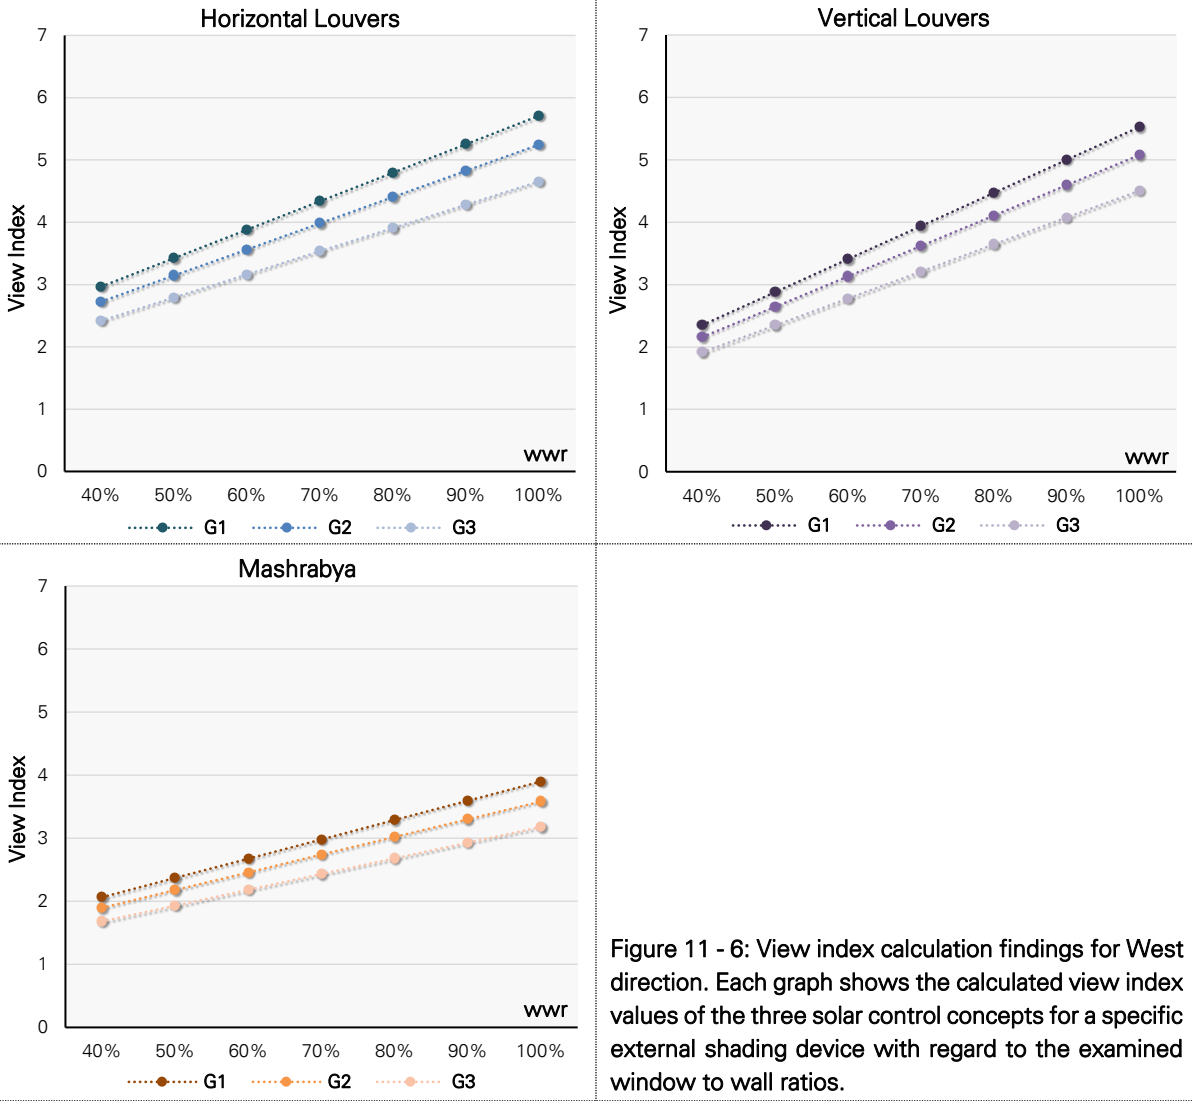 Horizontal Louvers
7
6
5
4
3
2
1
0
View Index
wwr
40% 50% 60% 70% 80% 90% 100%
G1 G2 G3
Vertical Louvers
7
6
5
4
3
2
1
0
View Index
wwr
40% 50% 60% 70% 80% 90% 100%
G1 G2 G3
Mashrabya
7
6
5
4
3
2
1
0
View Index
wwr
40% 50% 60% 70% 80% 90% 100%
G1 G2 G3
Figure 11 - 6: View index calculation findings for West
direction. Each graph shows the calculated view index
values of the three solar control concepts for a specific
external shading device with regard to the examined
window to wall ratios.